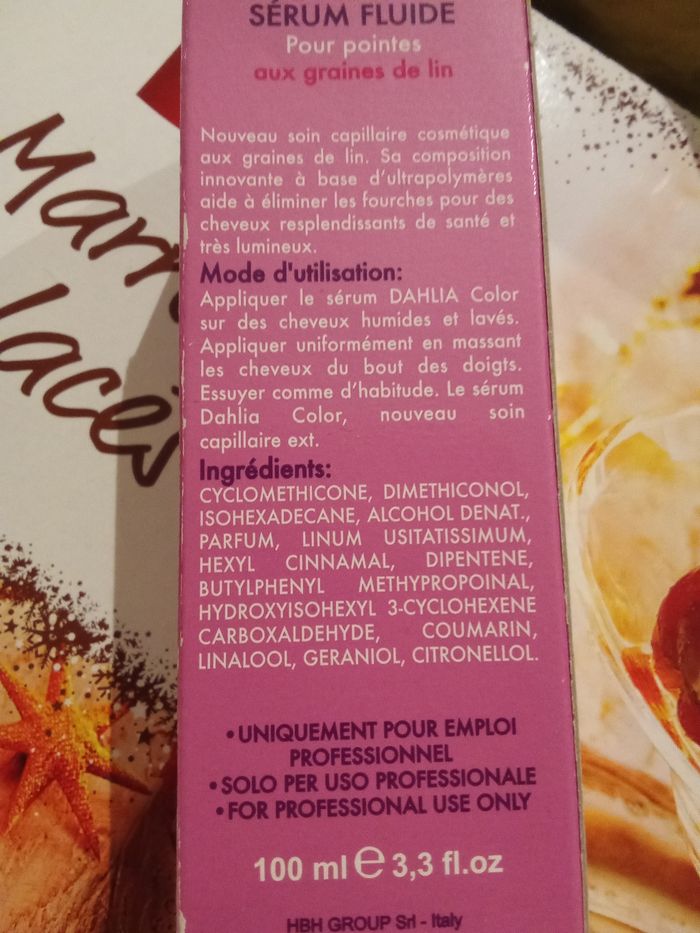 SÉRUM FLUIDE
Pour pointes
aux graines de lin
Nouveau soin capillaire cosmétique
aux graines de lin. Sa composition
innovante à base d'ultrapolymères
aide à éliminer les fourches pour des
cheveux resplendissants de santé et
très lumineux.
Mode d'utilisation:
Appliquer le sérum DAHLIA Color
sur des cheveux humides et lavés.
Appliquer uniformément en massant
les cheveux du bout des doigts.
Essuyer comme d'habitude. Le sérum
Dahlia Color, nouveau soin
capillaire ext.
Ingrédients:
CYCLOMETHICONE, DIMETHICONOL,
ISOHEXADECANE, ALCOHOL DENAT.,
PARFUM, LINUM USITATISSIMUM,
HEXYL CINNAMAL, DIPENTENE,
BUTYLPHENYL METHYPROPOINAL,
HYDROXYISOHEXYL 3-CYCLOHEXENE
CARBOXALDEHYDE, COUMARIN,
LINALOOL, GERANIOL, CITRONELLOL.
•UNIQUEMENT POUR EMPLOI
PROFESSIONNEL
•SOLO PER USO PROFESSIONALE
•FOR PROFESSIONAL USE ONLY
100 ml e 3,3 fl.oz
HBH GROUP Srl - Italy